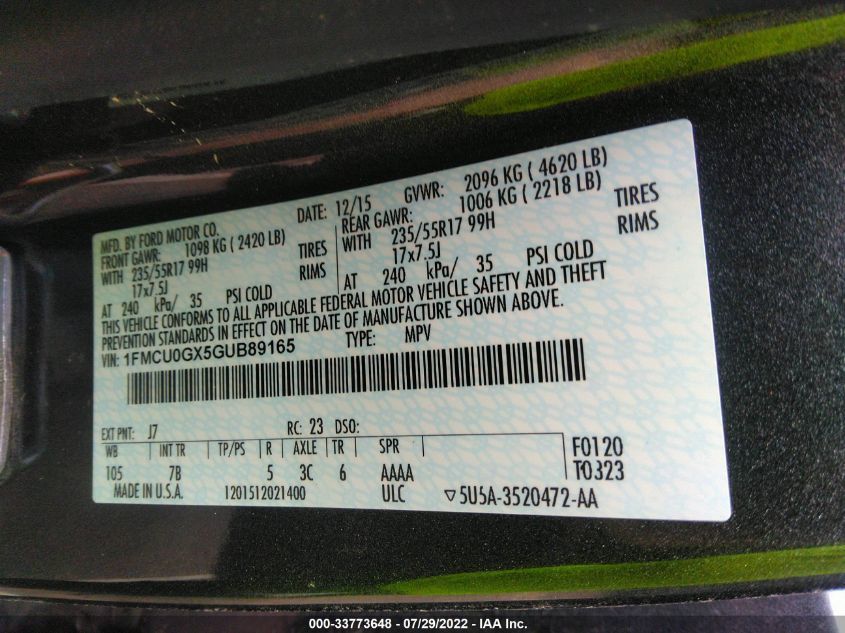 MFD. BY FORD MOTOR CO.
DATE: 12/15 GVWR: 2096 KG ( 4620 LB)
FRONT GAWR: 1098 KG ( 2420 LB) REAR GAWR: 1006 KG ( 2218 LB)
WITH 235/55R17 99H TIRES WITH 235/55R17 99H TIRES
17x7.5J RIMS 17x7.5J RIMS
AT 240 kPa/ 35 PSI COLD AT 240 kPa/ 35 PSI COLD
THIS VEHICLE CONFORMS TO ALL APPLICABLE FEDERAL MOTOR VEHICLE SAFETY AND THEFT
PREVENTION STANDARDS IN EFFECT ON THE DATE OF MANUFACTURE SHOWN ABOVE.
VIN: 1FMCU0GX5GUB89165 TYPE: MPV
EXT PNT: J7 RC: 23 DSO:
WB INT TR TP/PS R AXLE TR SPR F0120
105 7B 5 3C 6 AAAA T0323
MADE IN U.S.A. 1201512021400 ULC ▽5U5A-3520472-AA
000-33773648 - 07/29/2022 - IAA Inc.